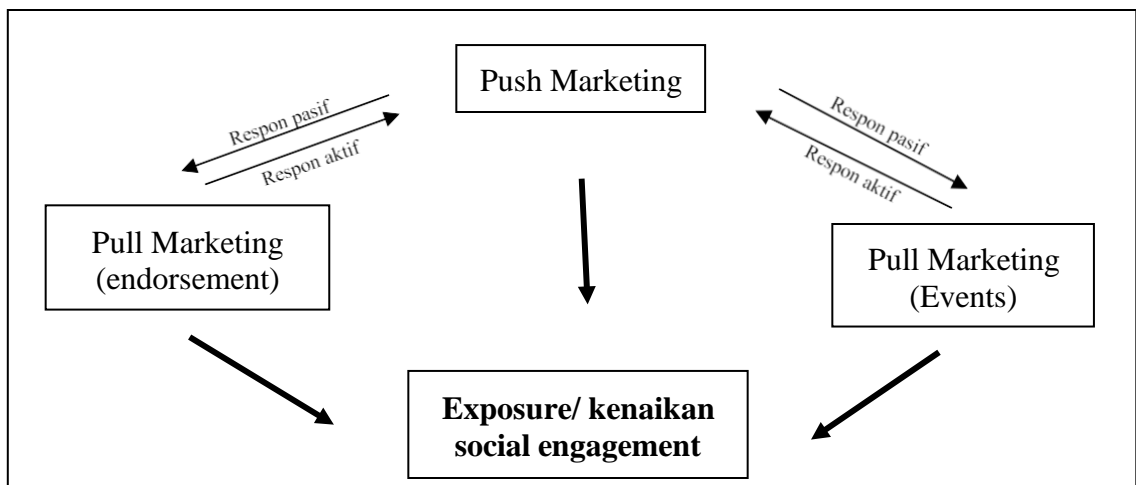 Push Marketing
Respon pasif
Respon aktif
Respon pasif
Respon aktif
Pull Marketing
(endorsement)
Pull Marketing
(Events)
Exposure/ kenaikan
social engagement